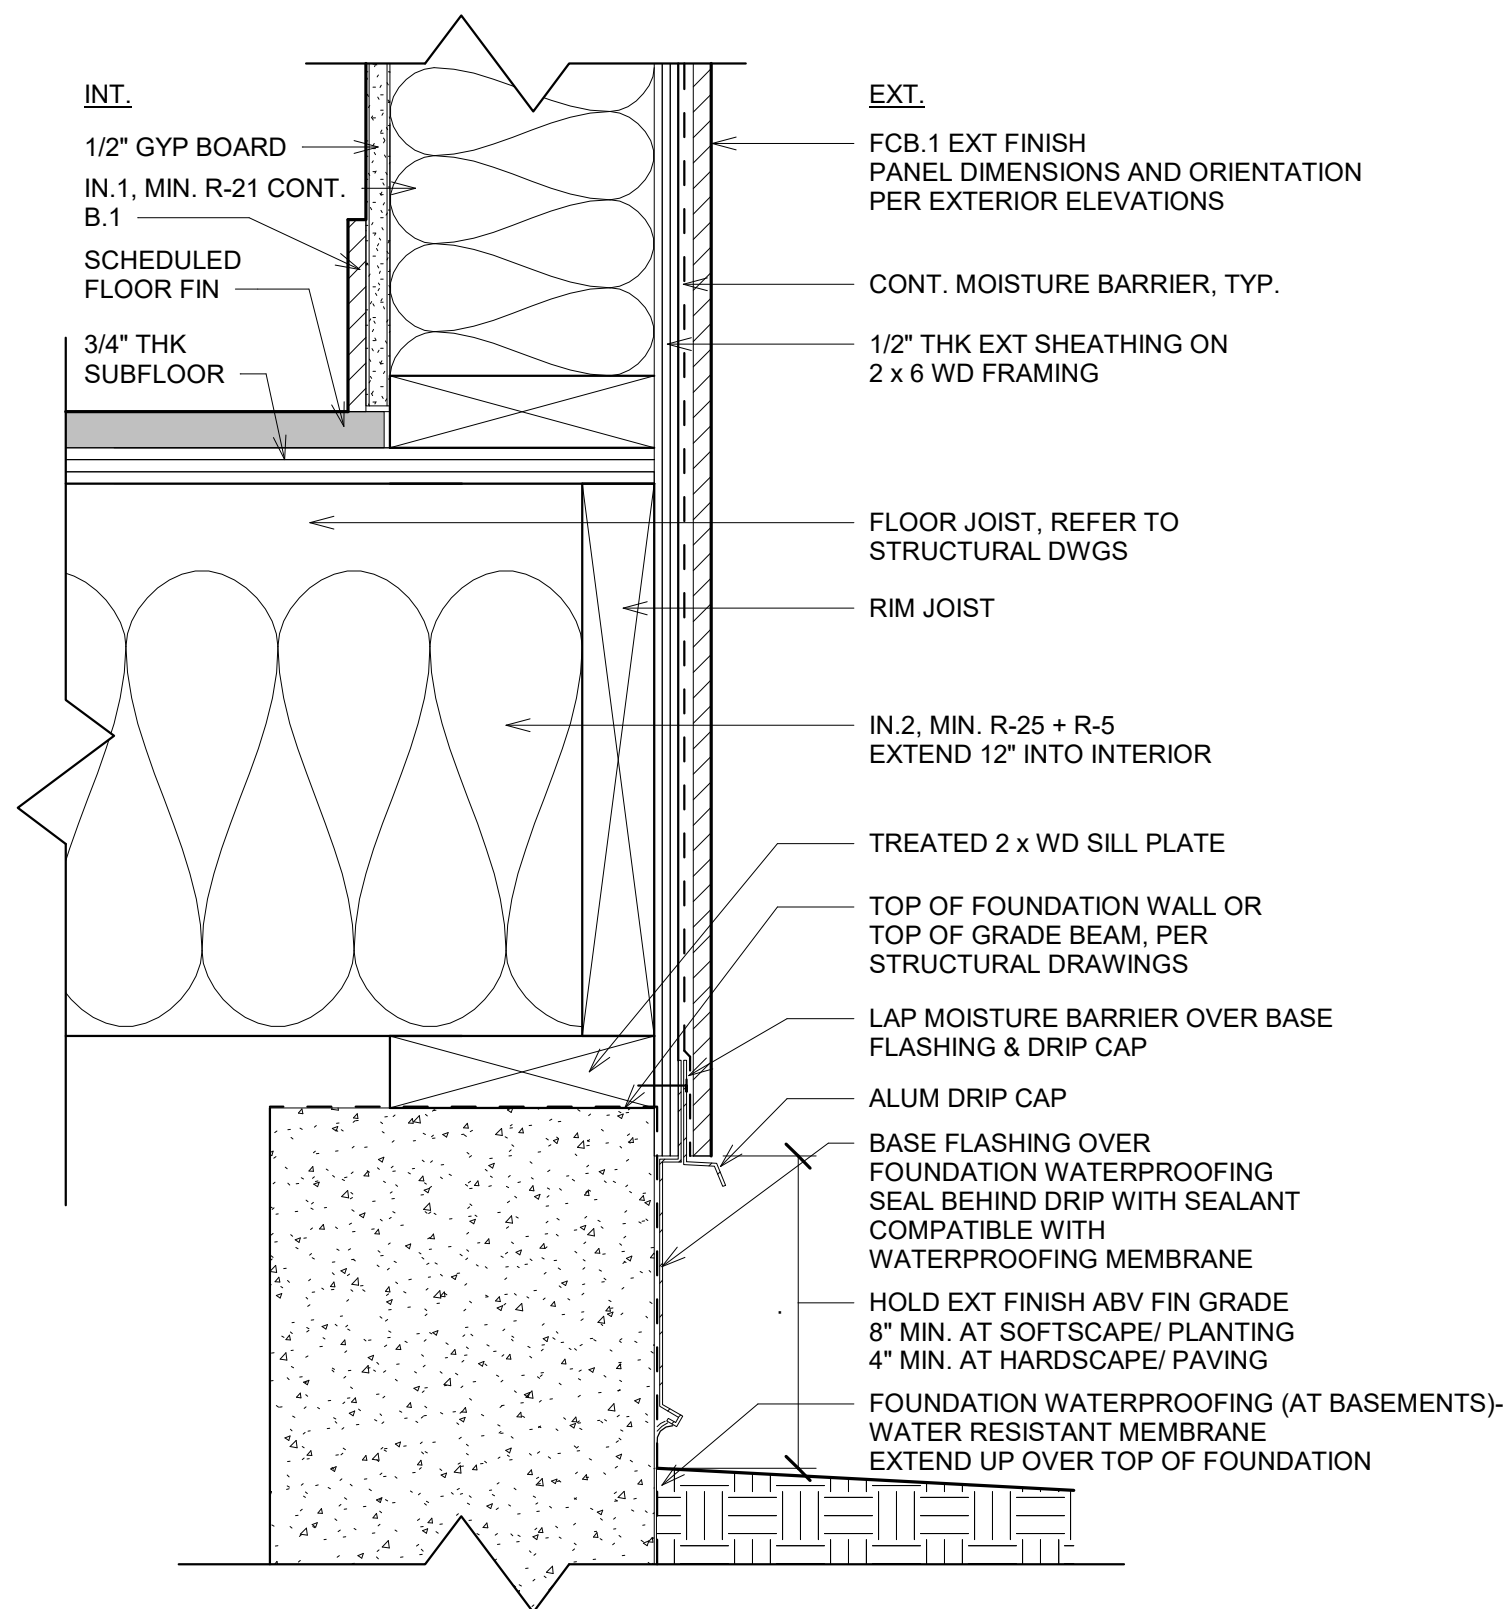 INT.
1/2" GYP BOARD
IN.1, MIN. R-21 CONT.
B.1
SCHEDULED
FLOOR FIN
3/4" THK
SUBFLOOR
EXT.
FCB.1 EXT FINISH
PANEL DIMENSIONS AND ORIENTATION
PER EXTERIOR ELEVATIONS
CONT. MOISTURE BARRIER, TYP.
1/2" THK EXT SHEATHING ON
2 x 6 WD FRAMING
FLOOR JOIST, REFER TO
STRUCTURAL DWGS
RIM JOIST
IN.2, MIN. R-25 + R-5
EXTEND 12" INTO INTERIOR
TREATED 2 x WD SILL PLATE
TOP OF FOUNDATION WALL OR
TOP OF GRADE BEAM, PER
STRUCTURAL DRAWINGS
LAP MOISTURE BARRIER OVER BASE
FLASHING & DRIP CAP
ALUM DRIP CAP
BASE FLASHING OVER
FOUNDATION WATERPROOFING
SEAL BEHIND DRIP WITH SEALANT
COMPATIBLE WITH
WATERPROOFING MEMBRANE
HOLD EXT FINISH ABV FIN GRADE
8" MIN. AT SOFTSCAPE/ PLANTING
4" MIN. AT HARDSCAPE/ PAVING
FOUNDATION WATERPROOFING (AT BASEMENTS)-
WATER RESISTANT MEMBRANE
EXTEND UP OVER TOP OF FOUNDATION